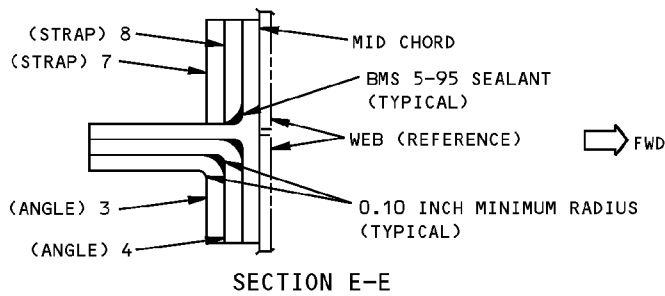 (STRAP) 8
(STRAP) 7
MID CHORD
BMS 5-95 SEALANT
(TYPICAL)
WEB (REFERENCE)
FWD
(ANGLE) 3
(ANGLE) 4
0.10 INCH MINIMUM RADIUS
(TYPICAL)
SECTION E-E